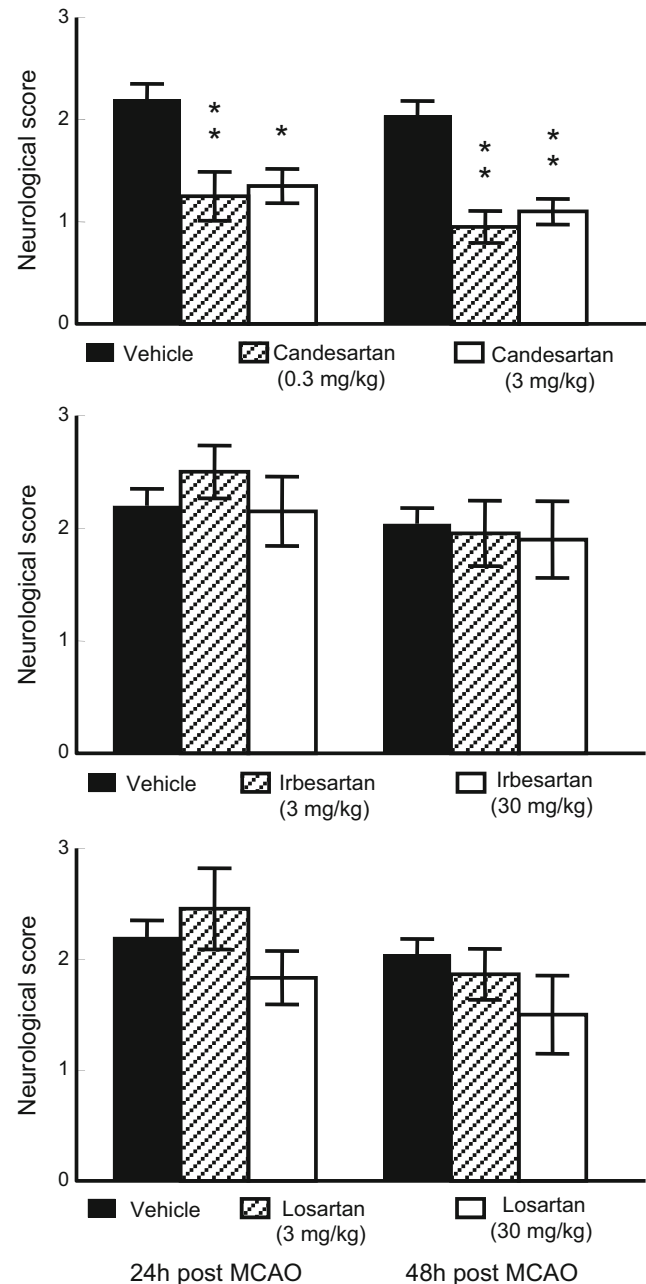 3
2
1
0
Neurological score
*
*
*
*
*
*
*
Vehicle
Candesartan
(0.3 mg/kg)
Candesartan
(3 mg/kg)
3
2
1
0
Neurological score
Vehicle
Irbesartan
(3 mg/kg)
Irbesartan
(30 mg/kg)
3
2
1
0
Neurological score
Vehicle
Losartan
(3 mg/kg)
Losartan
(30 mg/kg)
24h post MCAO
48h post MCAO